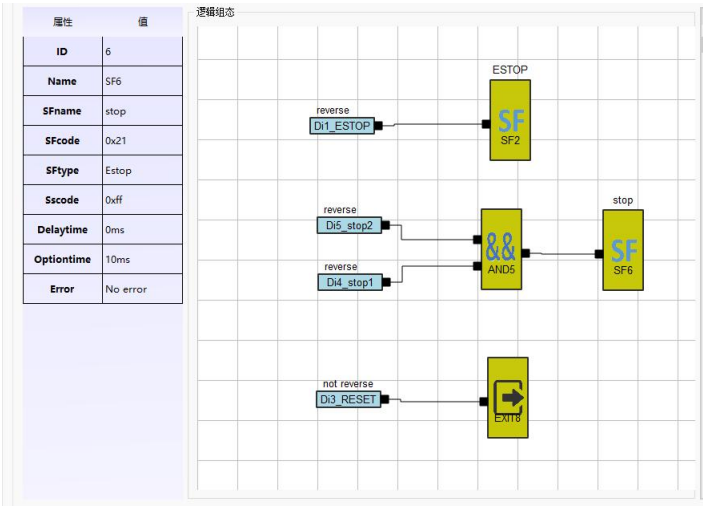 属性 值
ID 6
Name SF6
SFname stop
SFcode 0x21
SFtype Estop
Sscode 0xff
Delaytime 0ms
Optiontime 10ms
Error No error
逻辑组态
ESTOP
reverse
Di1_ESTOP
SF
SF2
stop
reverse
Di5_stop2
&&
AND5
SF
SF6
reverse
Di4_stop1
not reverse
Di3_RESET
EXIT8